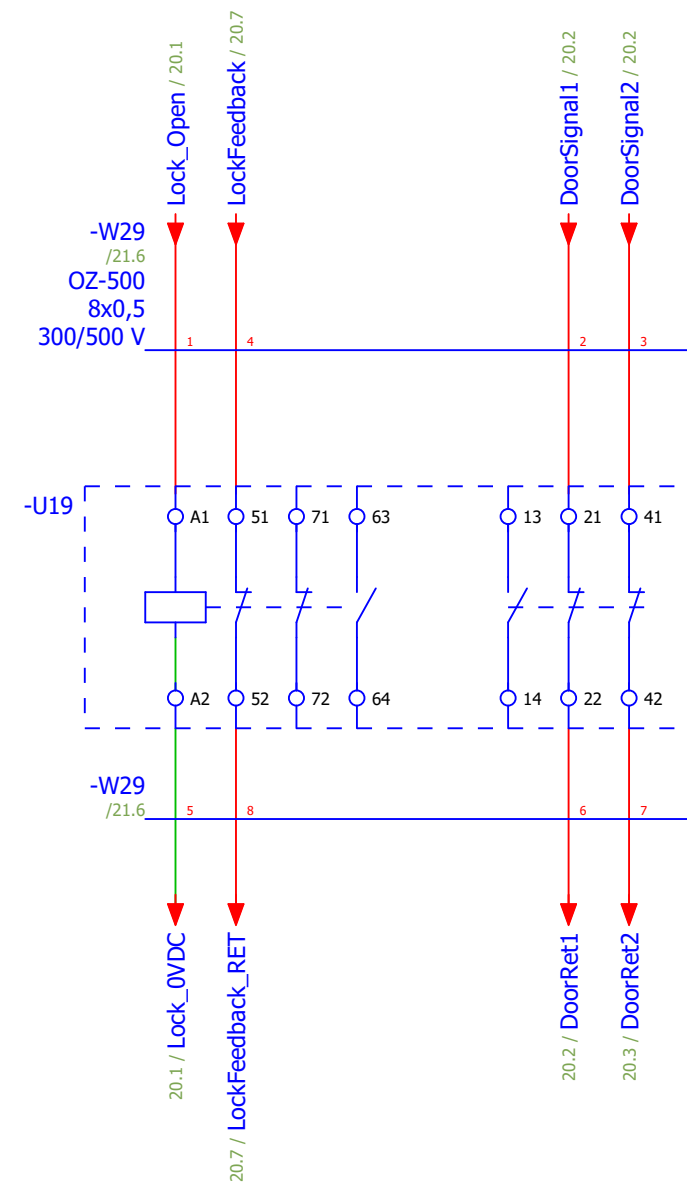 Lock_Open / 20.1
LockFeedback / 20.7
DoorSignal1 / 20.2
DoorSignal2 / 20.2
-W29
/21.6
OZ-500
8x0,5
300/500 V
1 4 2 3
-U19
A1 51 71 63 13 21 41
A2 52 72 64 14 22 42
-W29
/21.6
5 8 6 7
20.1 / Lock_0VDC
20.7 / LockFeedback_RET
20.2 / DoorRet1
20.3 / DoorRet2